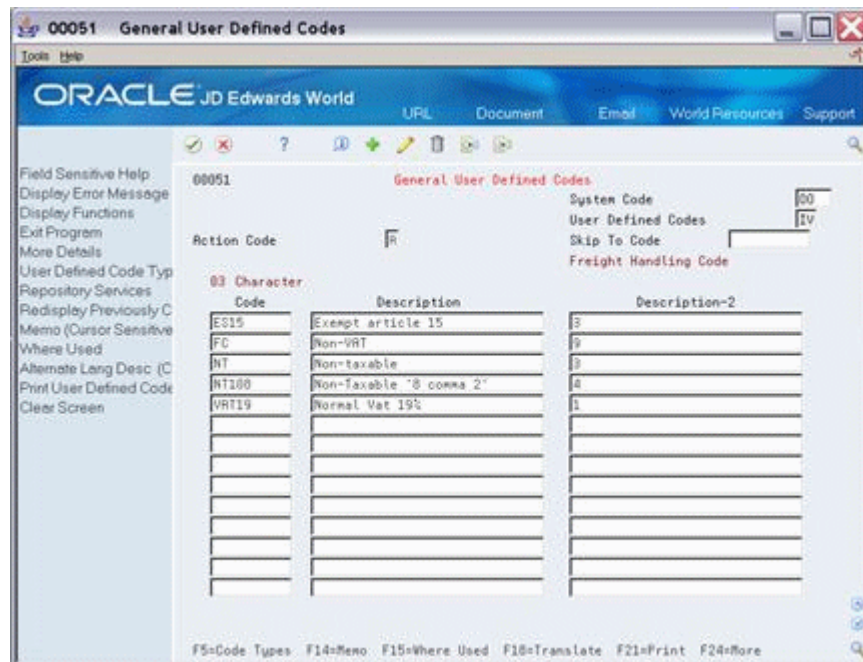 00051 General User Defined Codes
Tools Help
ORACLE JD Edwards World
URL Document Email World Resources Support
Field Sensitive Help
Display Error Message
Display Functions
Exit Program
More Details
User Defined Code Typ
Repository Services
Redisplay Previously C
Memo (Cursor Sensitive
Where Used
Alternate Lang Desc (C
Print User Defined Code
Clear Screen
00051 General User Defined Codes
System Code 00
User Defined Codes IV
Action Code R Skip To Code
Freight Handling Code
03 Character
Code Description Description-2
ES15 Exempt article 15 3
FC Non-VAT 9
NT Non-taxable 3
NT108 Non-Taxable '8 comma 2' 4
VAT19 Normal Vat 19% 1
F5=Code Types F14=Memo F15=Where Used F18=Translate F21=Print F24=More